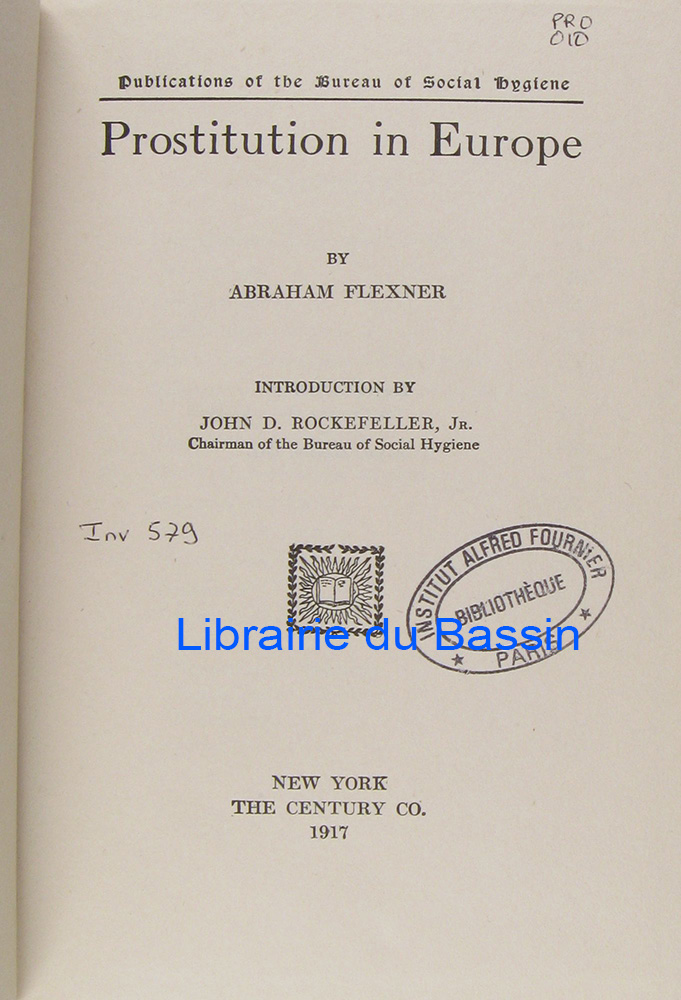 PRO
010
Publications of the Bureau of Social Hygiene
Prostitution in Europe
BY
ABRAHAM FLEXNER
INTRODUCTION BY
JOHN D. ROCKEFELLER, JR.
Chairman of the Bureau of Social Hygiene
Inv 579
INSTITUT ALFRED FOURNIER
BIBLIOTHÈQUE
★ PARIS ★
Librairie du Bassin
NEW YORK
THE CENTURY CO.
1917